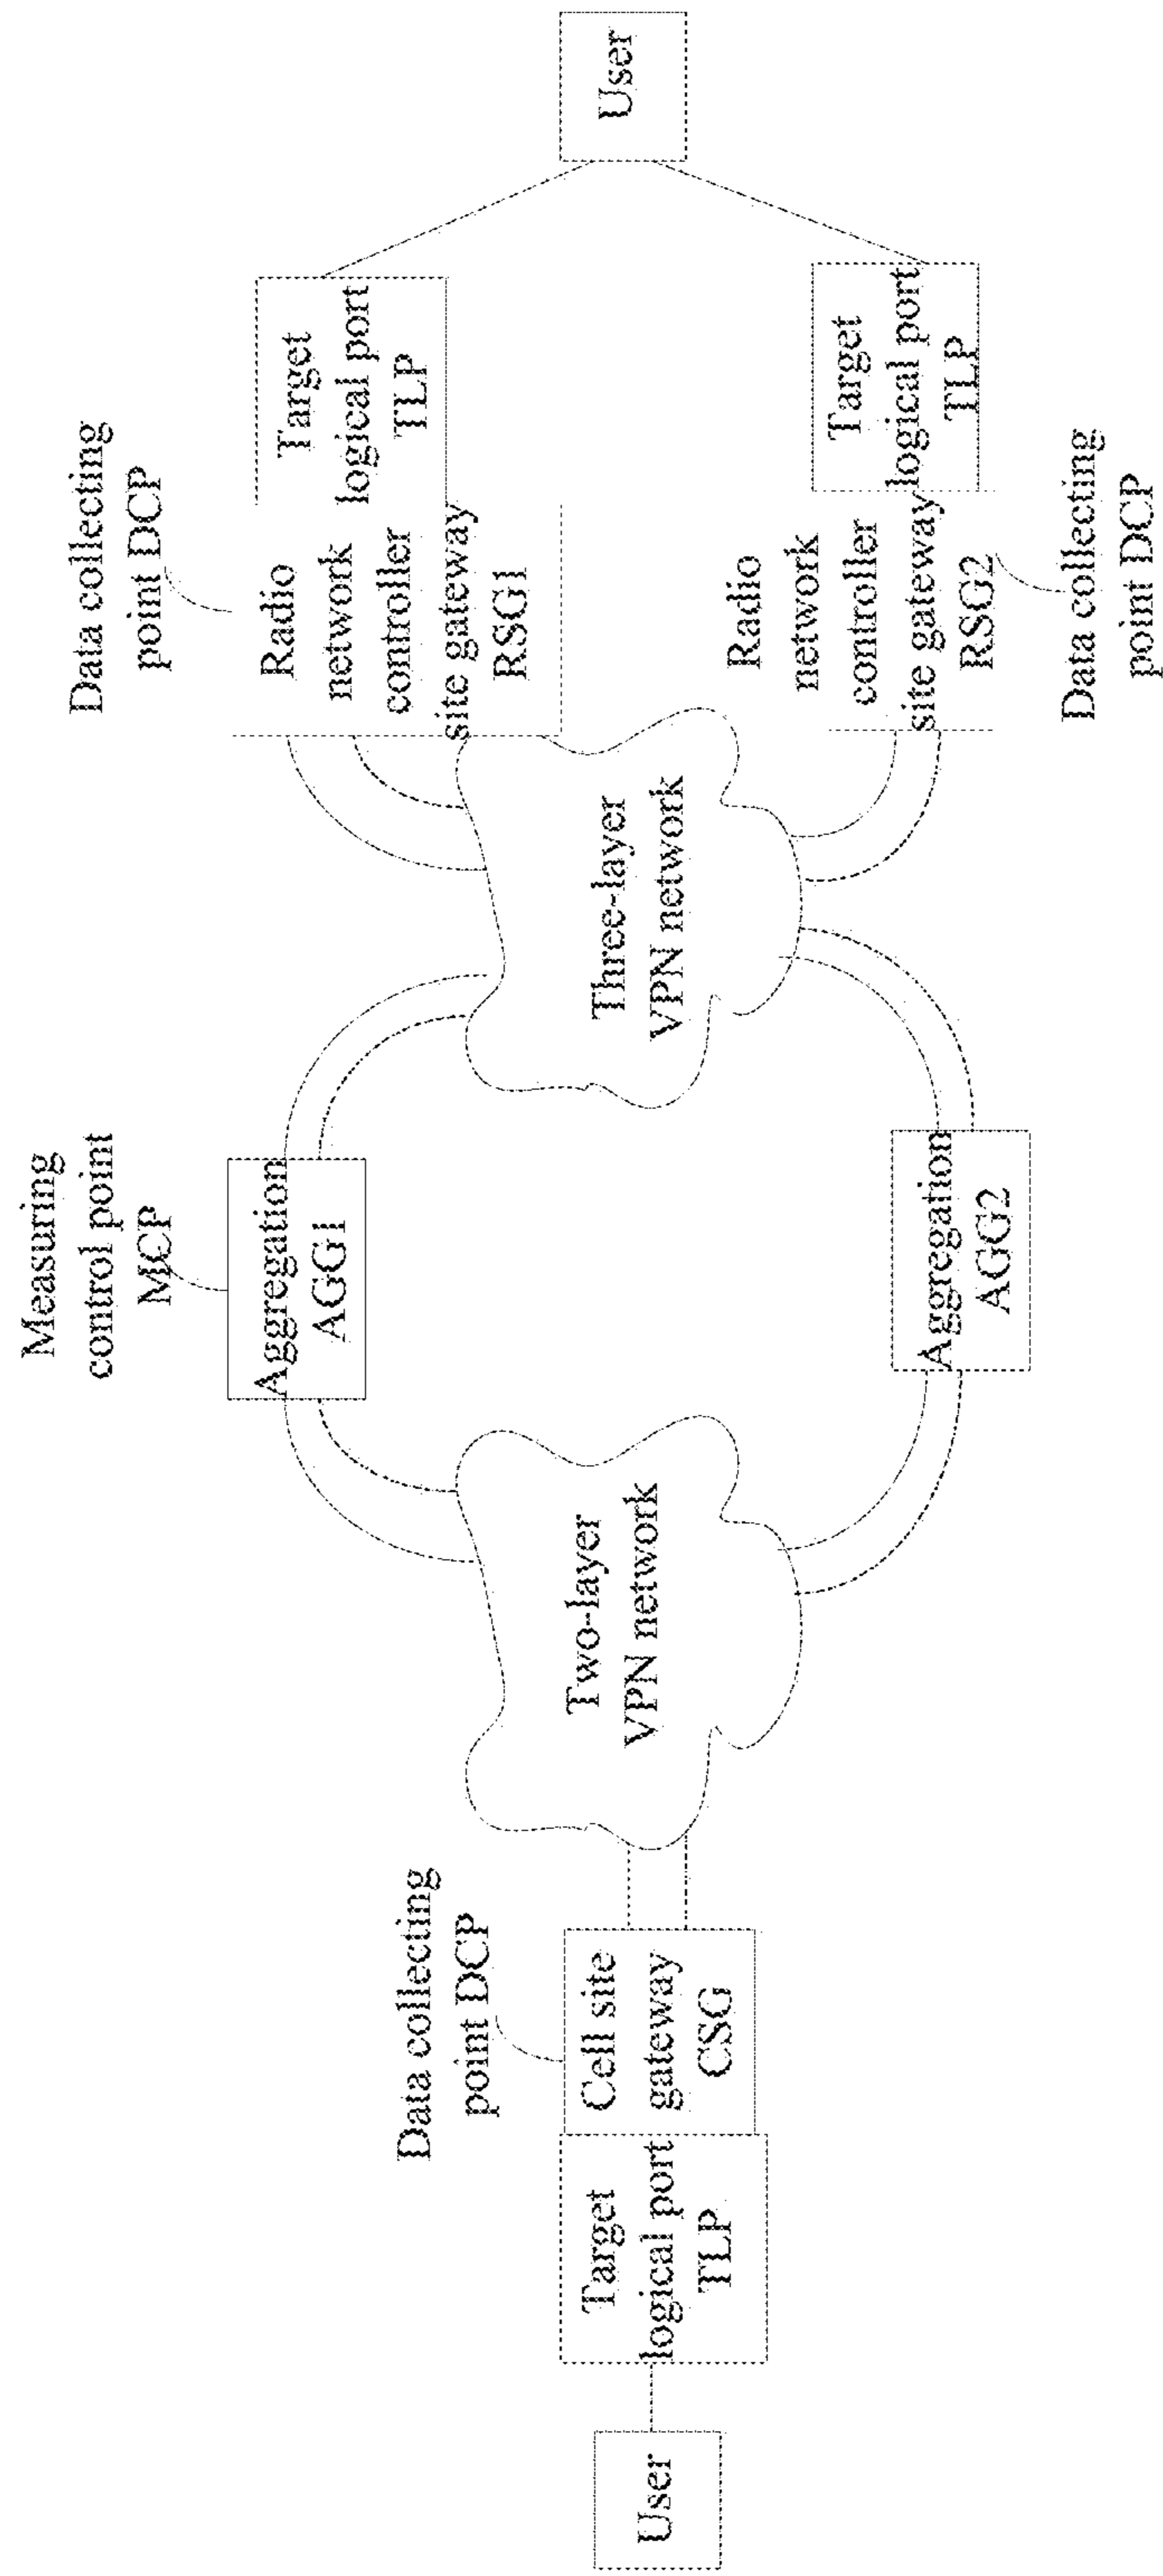 User
Target
logical port
TLP
Cell site
gateway
CSG
Data collecting
point DCP
Two-layer
VPN network
Measuring
control point
MCP
Aggregation
AGG1
Aggregation
AGG2
Three-layer
VPN network
Data collecting
point DCP
Radio
network
controller
site gateway
RSG1
Target
logical port
TLP
Radio
network
controller
site gateway
RSG2
Data collecting
point DCP
Target
logical port
TLP
User